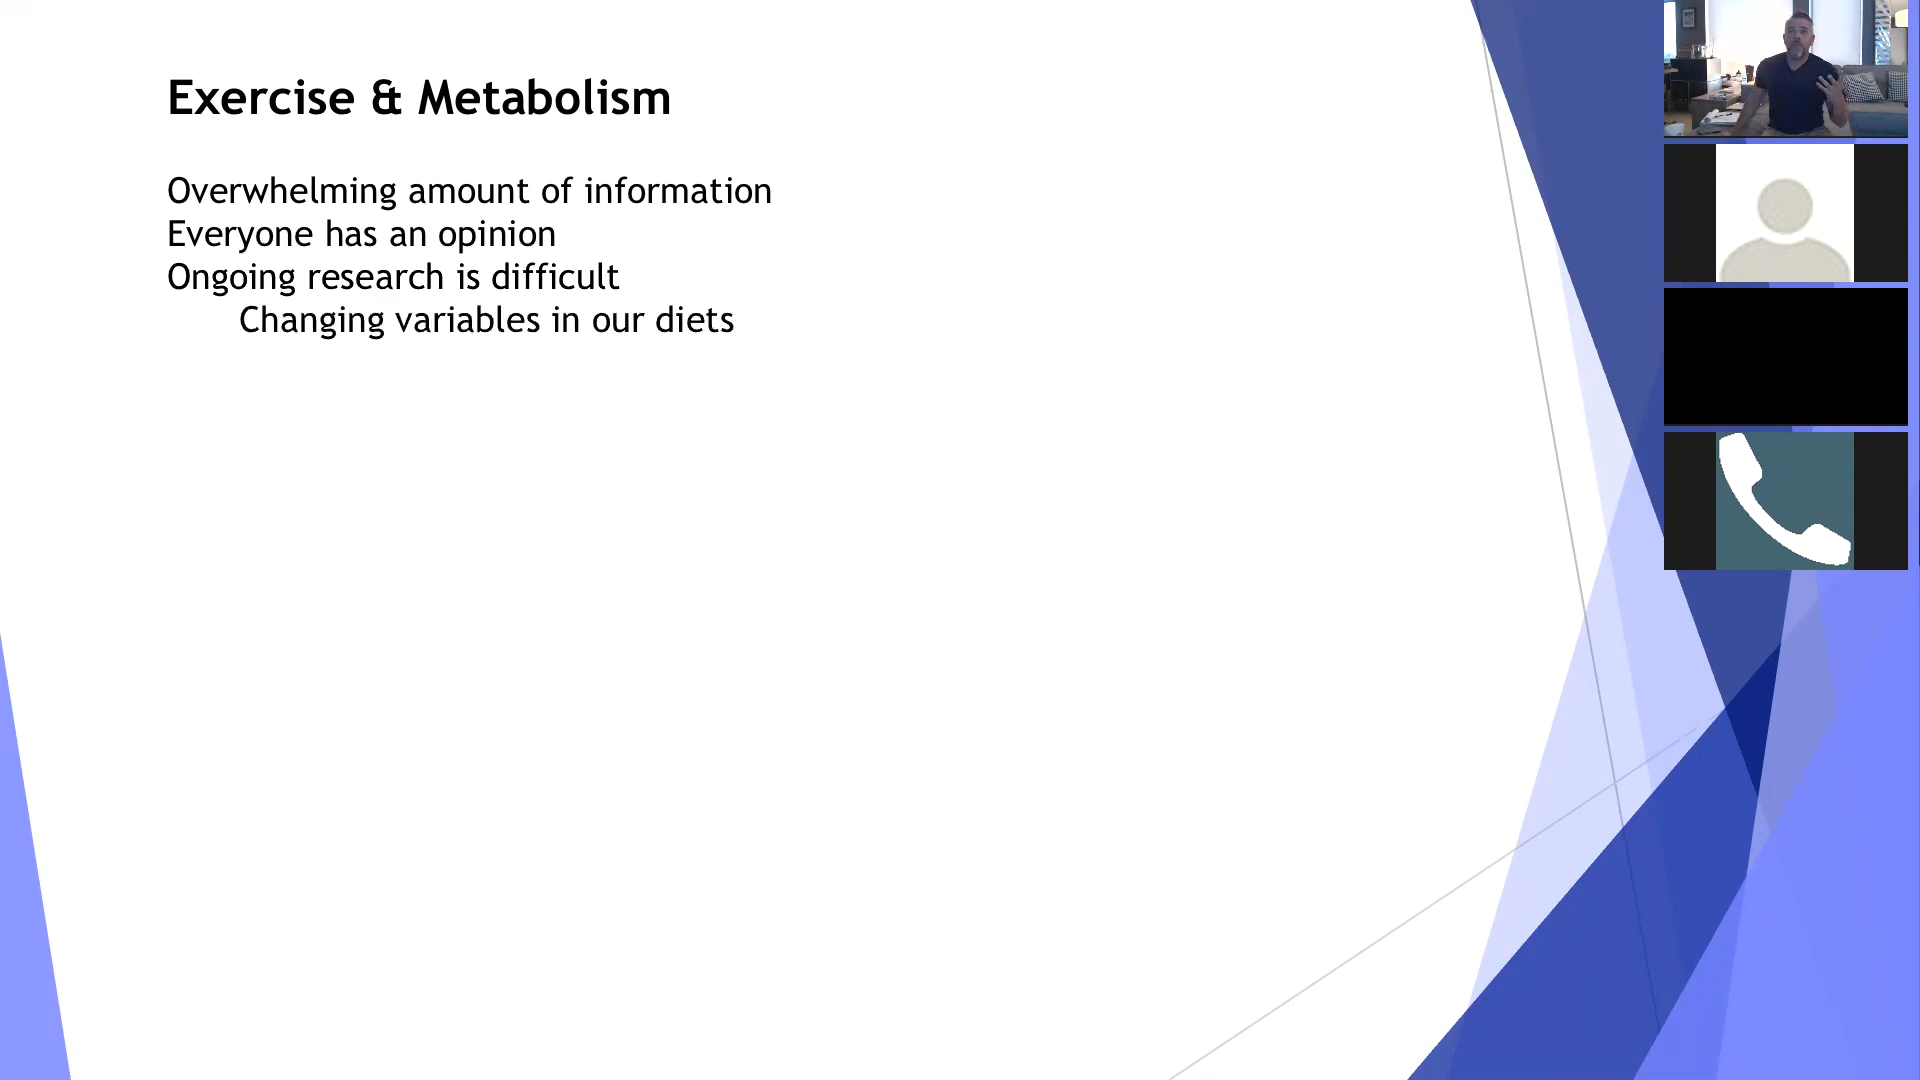 Exercise & Metabolism
Overwhelming amount of information
Everyone has an opinion
Ongoing research is difficult
Changing variables in our diets